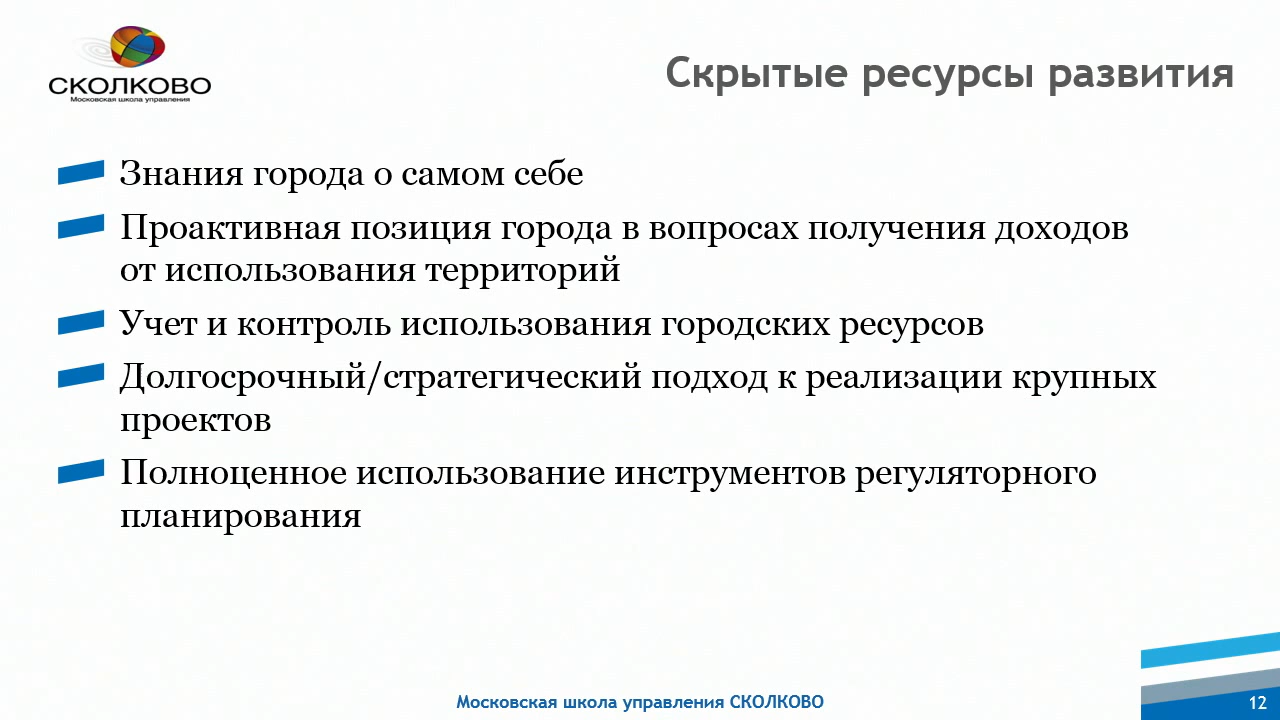 СКОЛКОВО
Московская школа управления
Скрытые ресурсы развития
Знания города о самом себе
Проактивная позиция города в вопросах получения доходов
от использования территорий
Учет и контроль использования городских ресурсов
Долгосрочный/стратегический подход к реализации крупных
проектов
Полноценное использование инструментов регуляторного
планирования
Московская школа управления СКОЛКОВО
12